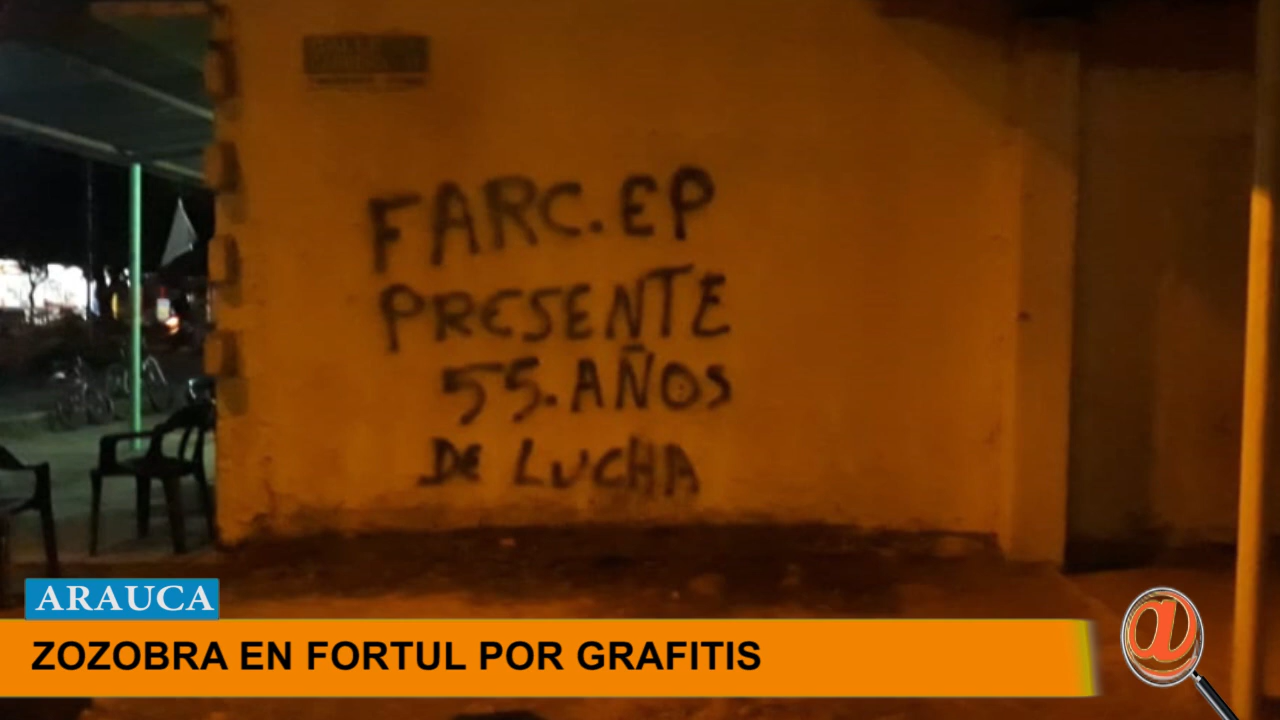 FARC.EP
PRESENTE
55.AÑOS
DE LUCHA
ARAUCA
ZOZOBRA EN FORTUL POR GRAFITIS
@